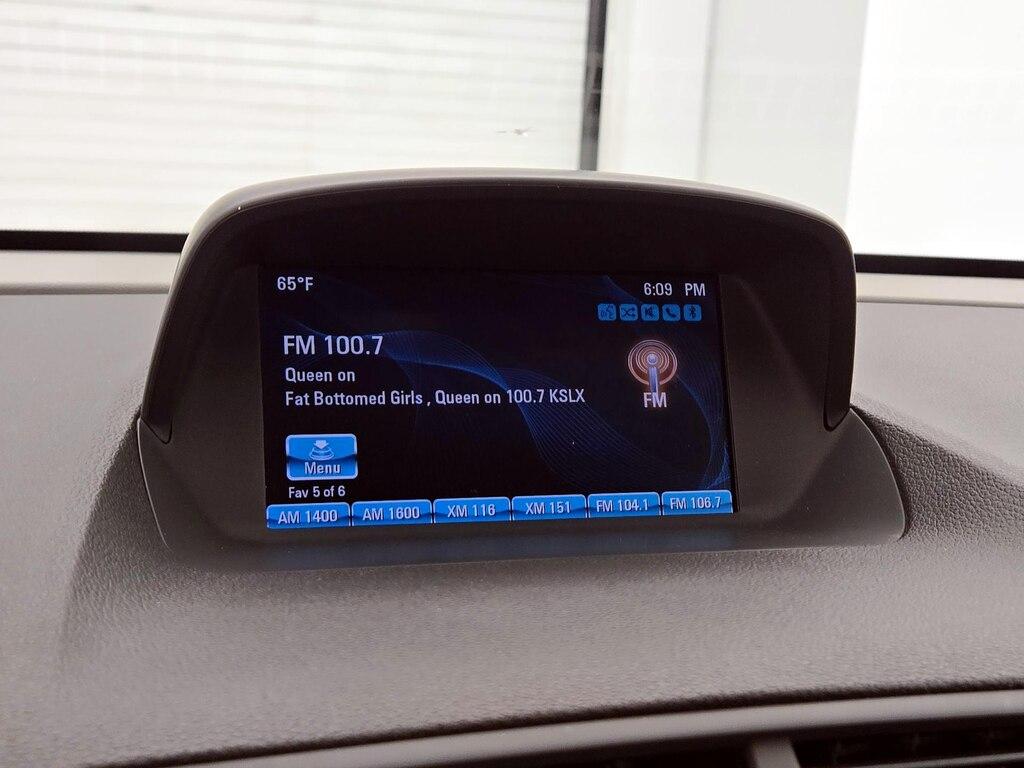 65°F
6:09 PM
FM 100.7
Queen on
Fat Bottomed Girls , Queen on 100.7 KSLX
FM
Menu
Fav 5 of 6
AM 1400 AM 1600 XM 116 XM 151 FM 104.1 FM 106.7